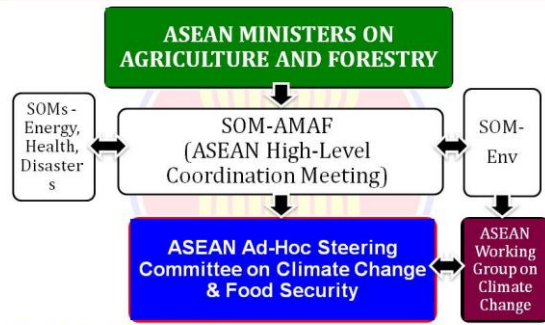 ASEAN MINISTERS ON
AGRICULTURE AND FORESTRY
SOMs -
Energy,
Health,
Disaster
s
SOM-AMAF
(ASEAN High-Level
Coordination Meeting)
SOM-
Env
ASEAN Ad-Hoc Steering
Committee on Climate Change
& Food Security
ASEAN
Working
Group on
Climate
Change